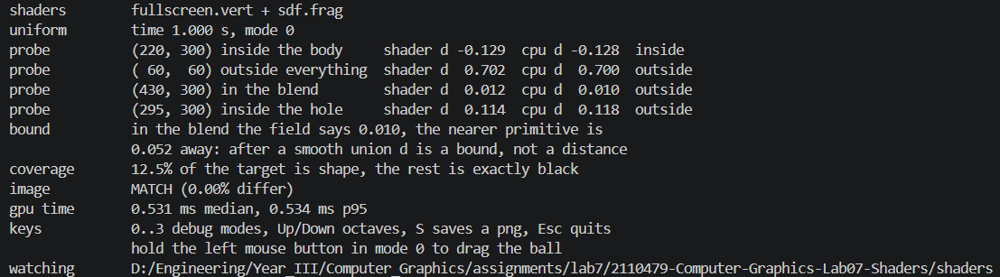 shaders fullscreen.vert + sdf.frag
uniform time 1.000 s, mode 0
probe (220, 300) inside the body shader d -0.129 cpu d -0.128 inside
probe ( 60, 60) outside everything shader d 0.702 cpu d 0.700 outside
probe (430, 300) in the blend shader d 0.012 cpu d 0.010 outside
probe (295, 300) inside the hole shader d 0.114 cpu d 0.118 outside
bound in the blend the field says 0.010, the nearer primitive is
0.052 away: after a smooth union d is a bound, not a distance
coverage 12.5% of the target is shape, the rest is exactly black
image MATCH (0.00% differ)
gpu time 0.531 ms median, 0.534 ms p95
keys 0..3 debug modes, Up/Down octaves, S saves a png, Esc quits
hold the left mouse button in mode 0 to drag the ball
watching D:/Engineering/Year_III/Computer_Graphics/assignments/lab7/2110479-Computer-Graphics-Lab07-Shaders/shaders